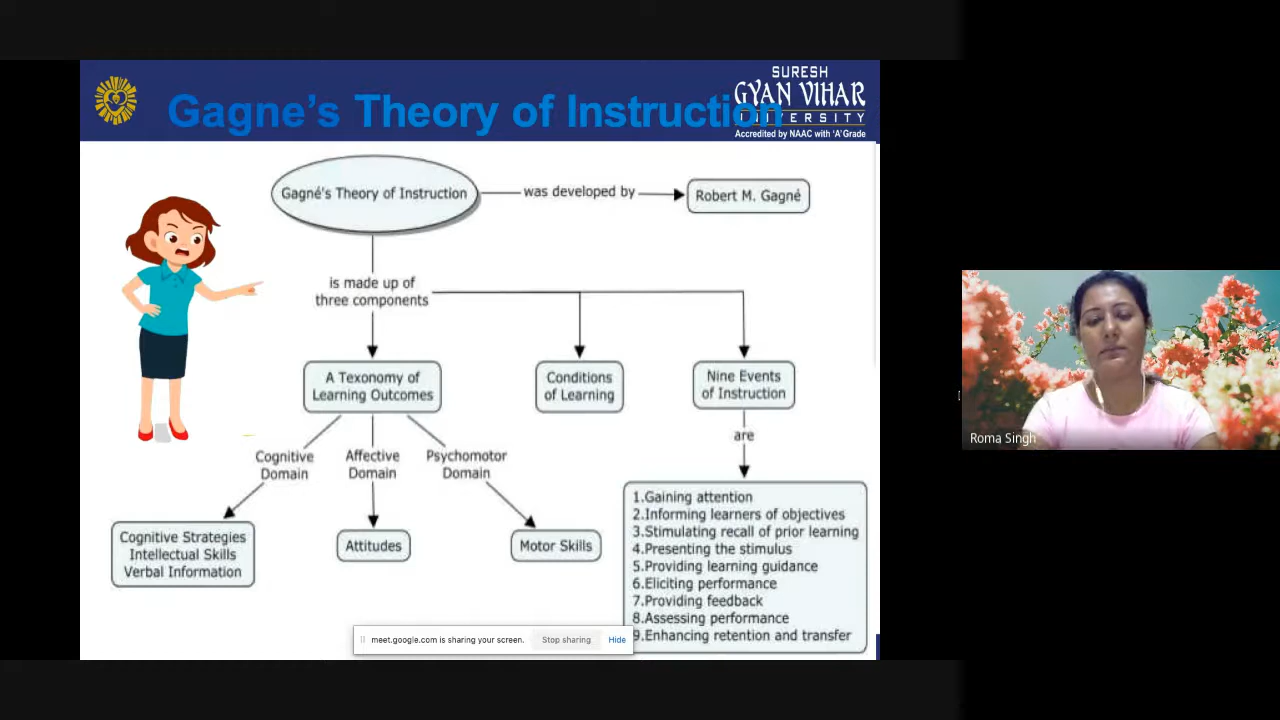 SURESH
GYAN VIHAR
UNIVERSITY
Accredited by NAAC with 'A' Grade
Gagne's Theory of Instruction
Gagné's Theory of Instruction
was developed by
Robert M. Gagné
is made up of
three components
A Texonomy of
Learning Outcomes
Conditions
of Learning
Nine Events
of Instruction
are
Cognitive
Domain
Affective
Domain
Psychomotor
Domain
Cognitive Strategies
Intellectual Skills
Verbal Information
Attitudes
Motor Skills
1.Gaining attention
2.Informing learners of objectives
3.Stimulating recall of prior learning
4.Presenting the stimulus
5.Providing learning guidance
6.Eliciting performance
7.Providing feedback
8.Assessing performance
9.Enhancing retention and transfer
meet.google.com is sharing your screen.
Stop sharing
Hide
Roma Singh